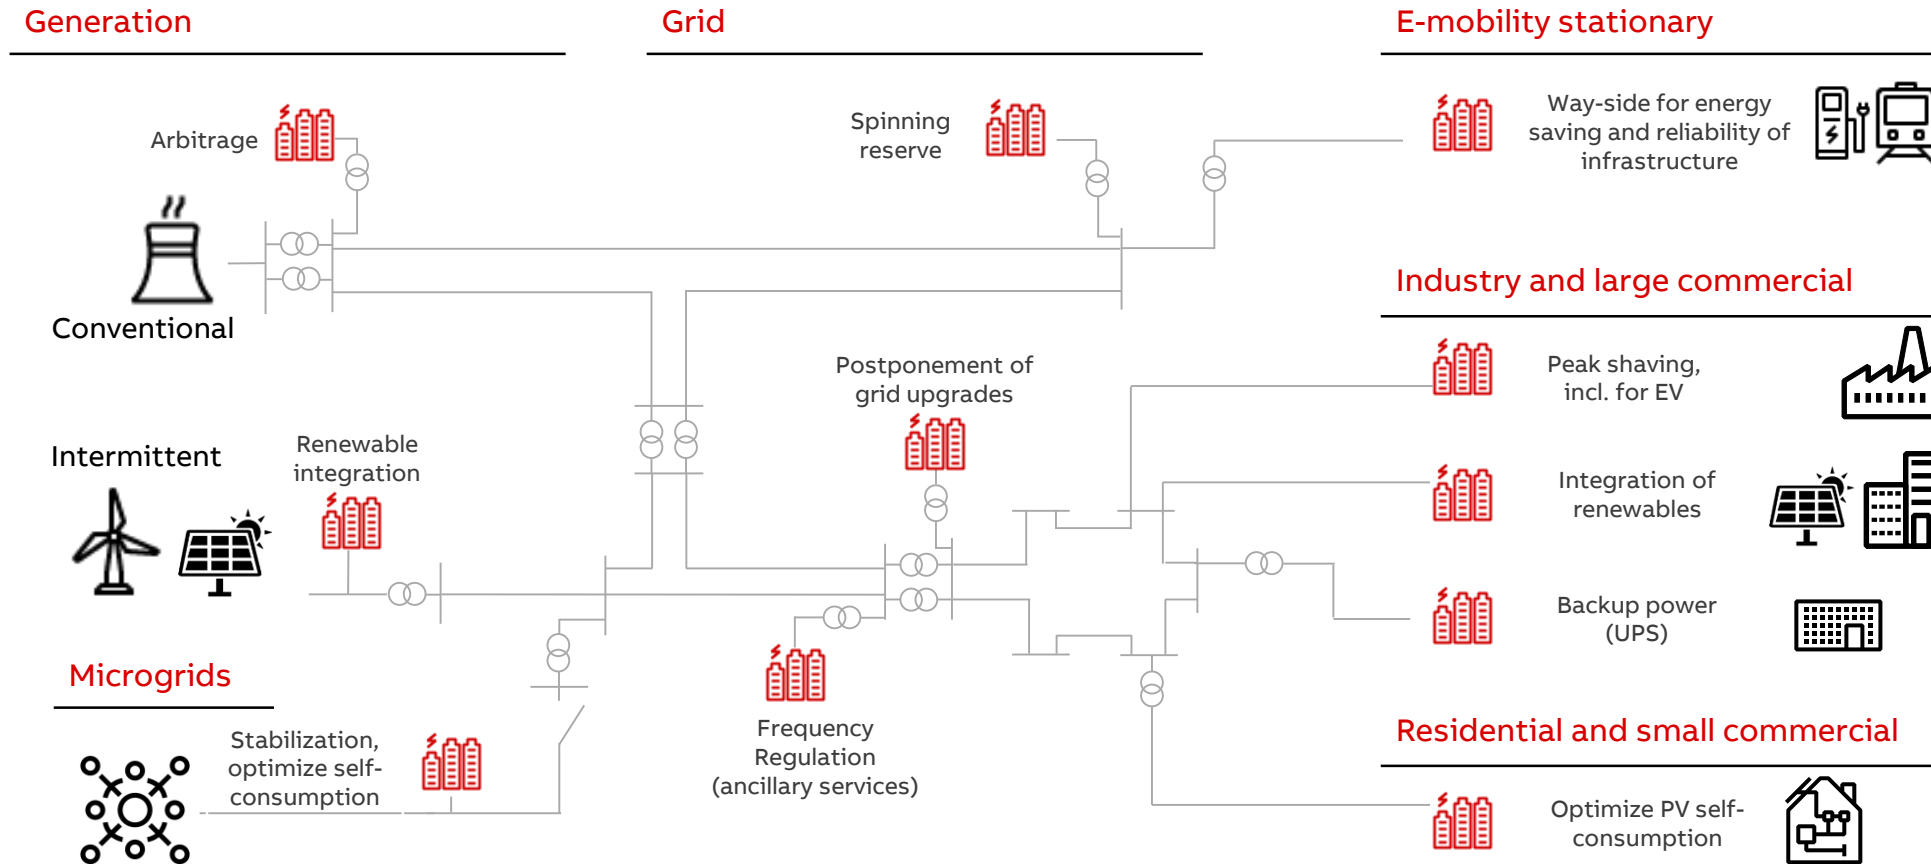 Generation
Grid
E-mobility stationary
Arbitrage
Spinning
reserve
Way-side for energy
saving and reliability of
infrastructure
Conventional
Industry and large commercial
Postponement of
grid upgrades
Peak shaving,
incl. for EV
Intermittent
Renewable
integration
Integration of
renewables
Backup power
(UPS)
Microgrids
Stabilization,
optimize self-
consumption
Frequency
Regulation
(ancillary services)
Residential and small commercial
Optimize PV self-
consumption